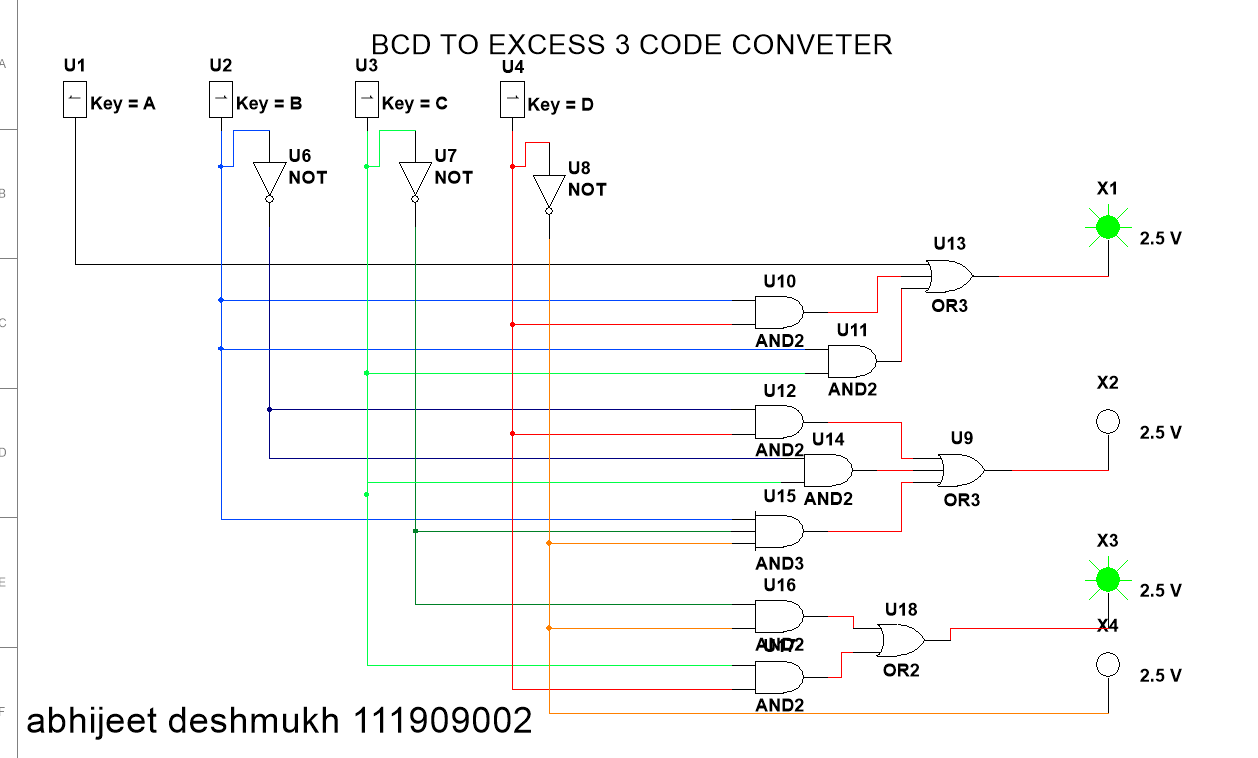 BCD TO EXCESS 3 CODE CONVETER
A
U1
U2
U3
U4
Key = A
Key = B
Key = C
Key = D
U6
NOT
U7
NOT
U8
NOT
B
X1
2.5 V
U13
OR3
U10
AND2
C
U11
AND2
X2
2.5 V
U12
AND2
U14
AND2
U9
OR3
D
U15
AND3
X3
2.5 V
E
U16
AND2
U17
AND2
U18
OR2
X4
2.5 V
F
abhijeet deshmukh 111909002